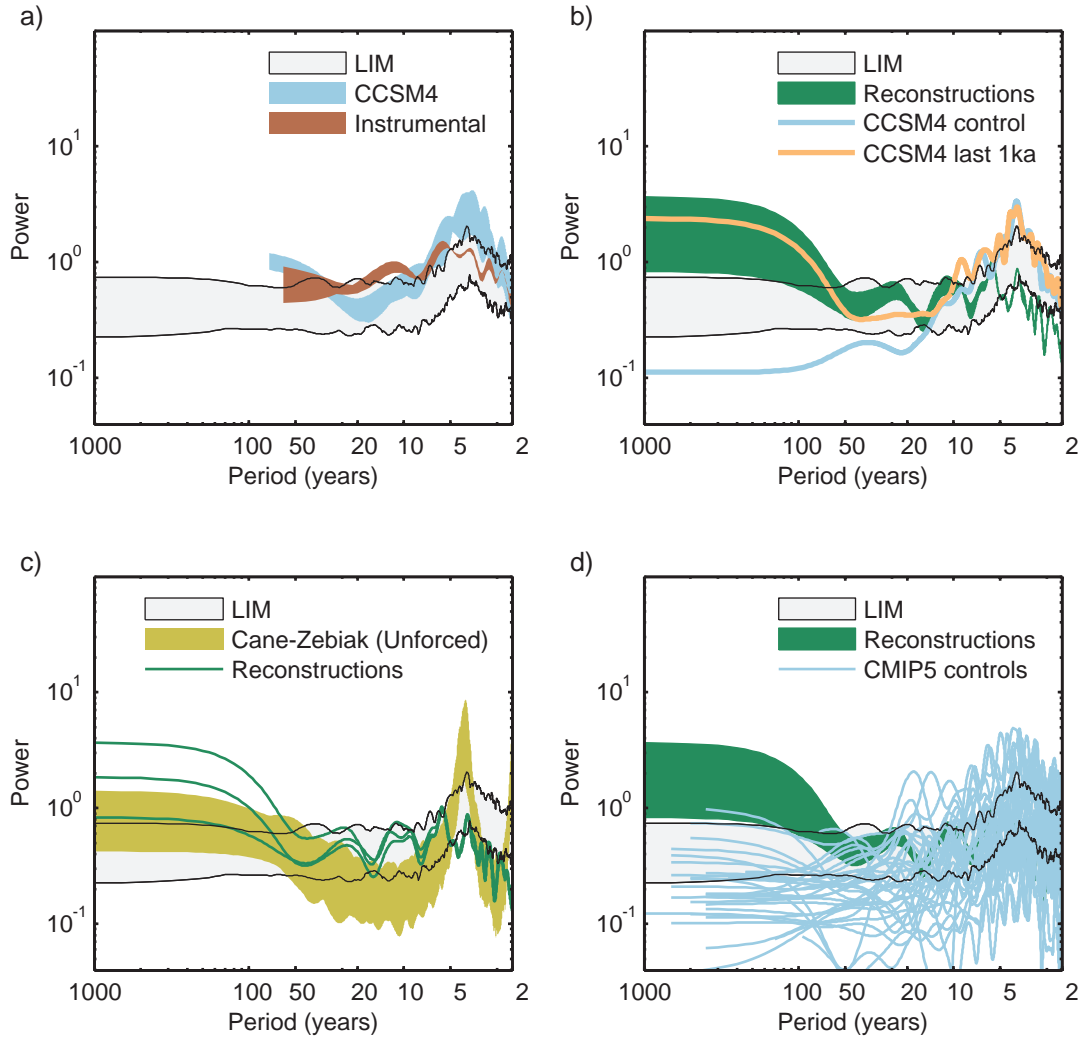 a)
LIM
CCSM4
Instrumental
10^1
10^0
10^-1
Power
1000 100 50 20 10 5 2
Period (years)
b)
LIM
Reconstructions
CCSM4 control
CCSM4 last 1ka
10^1
10^0
10^-1
Power
1000 100 50 20 10 5 2
Period (years)
c)
LIM
Cane-Zebiak (Unforced)
Reconstructions
10^1
10^0
10^-1
Power
1000 100 50 20 10 5 2
Period (years)
d)
LIM
Reconstructions
CMIP5 controls
10^1
10^0
10^-1
Power
1000 100 50 20 10 5 2
Period (years)